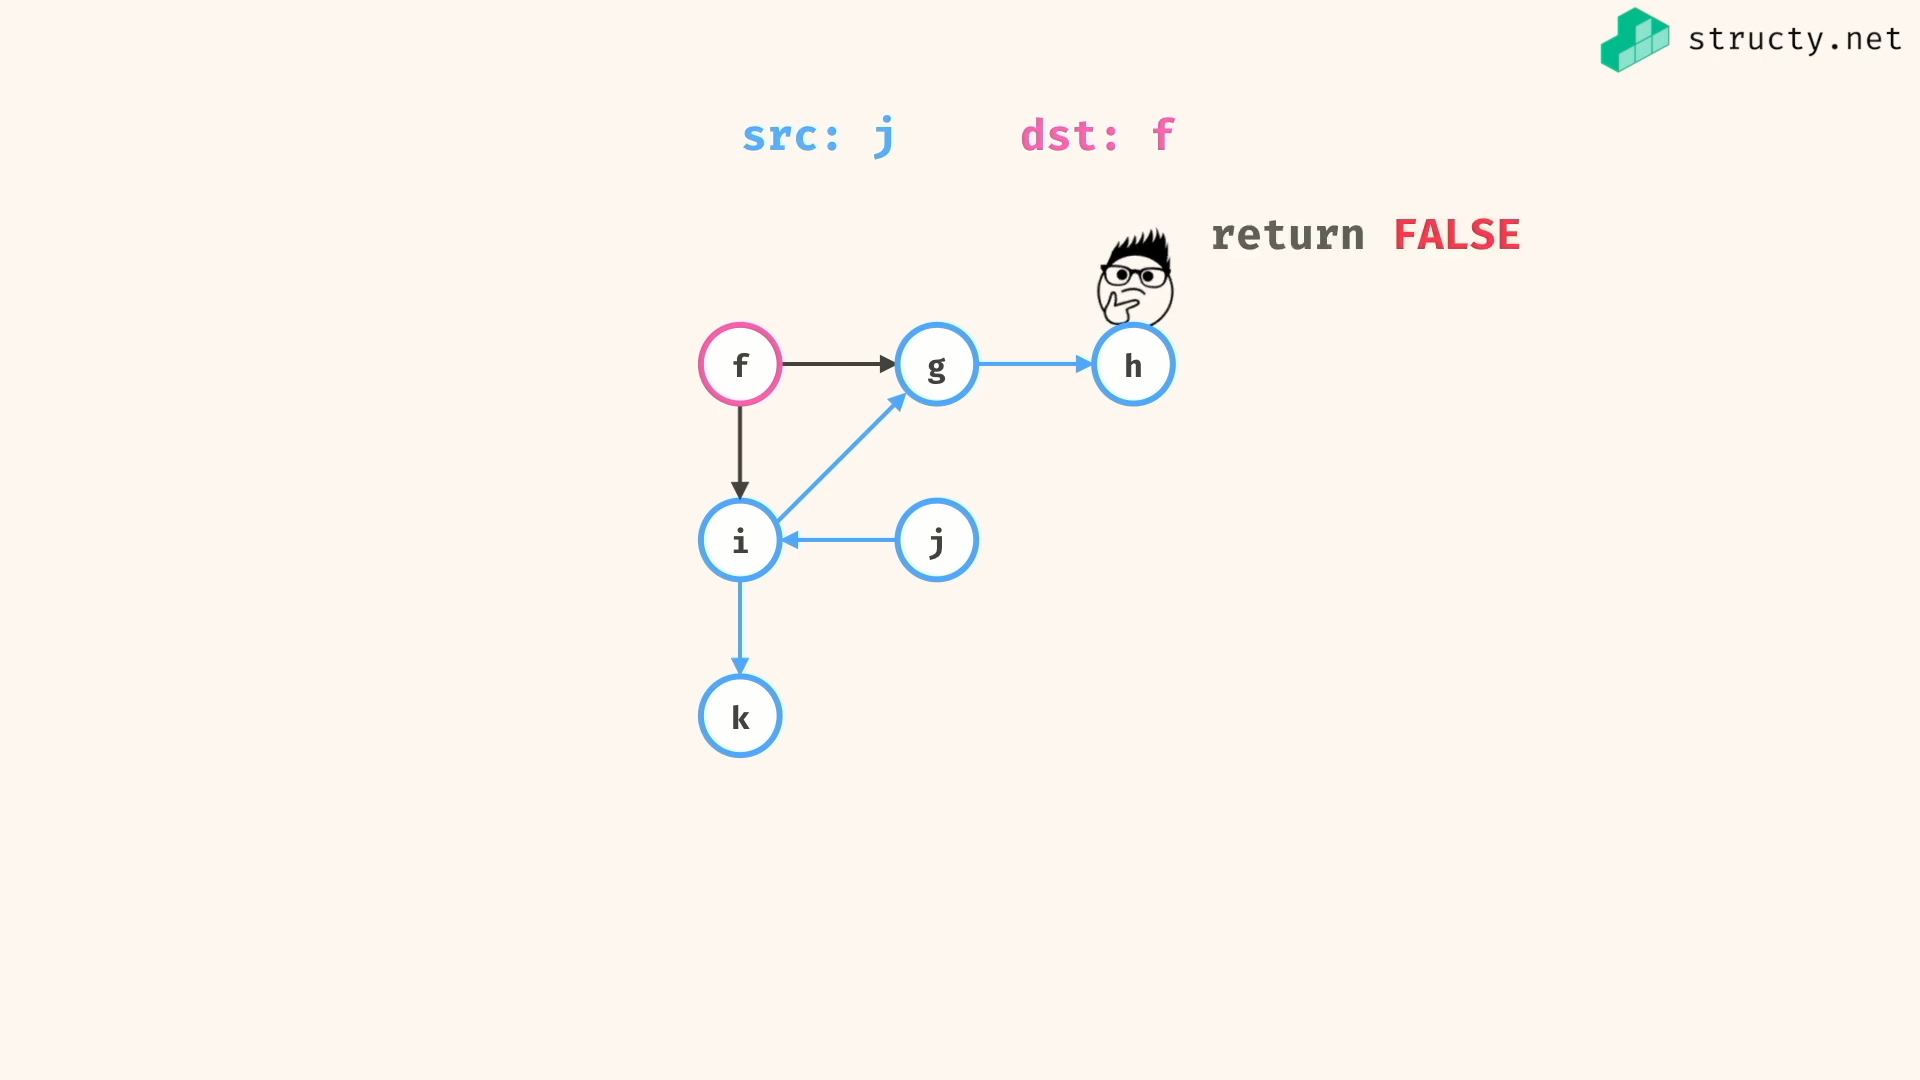 structy.net
src: j dst: f
return FALSE
f g h
i j
k